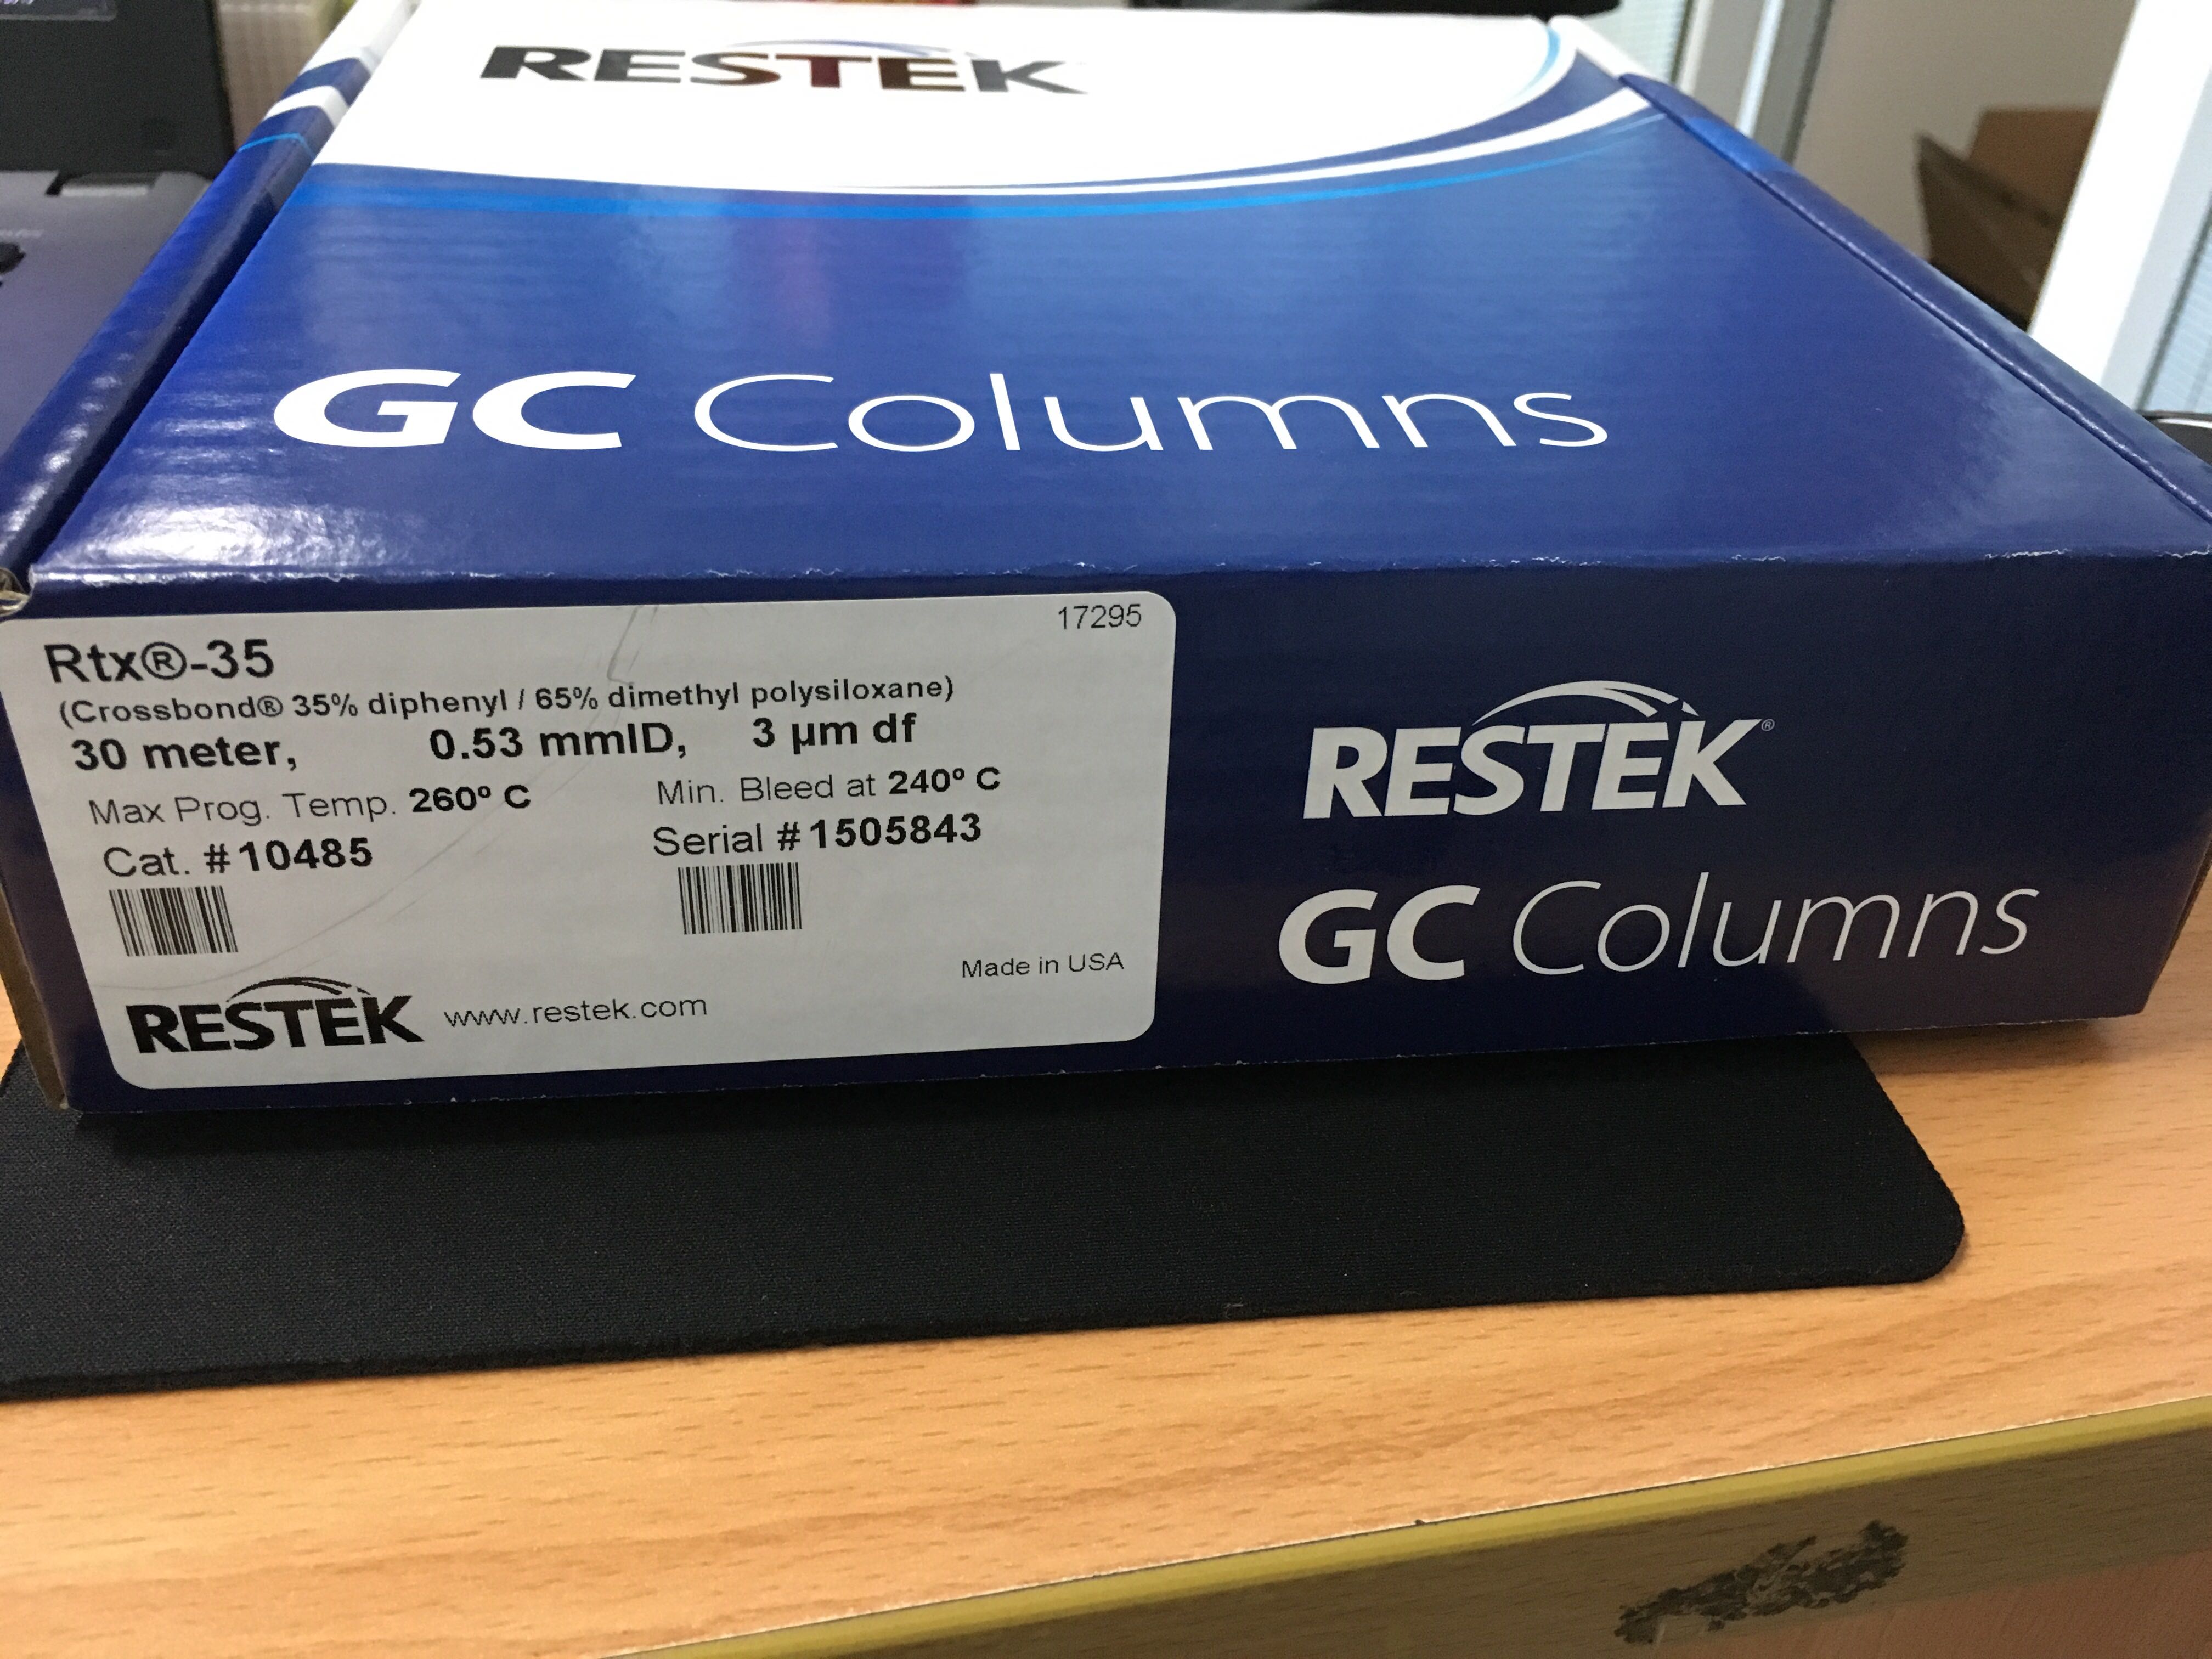 RESTEK
GC Columns
17295
Rtx®-35
(Crossbond® 35% diphenyl / 65% dimethyl polysiloxane)
30 meter, 0.53 mmID, 3 µm df
Max Prog. Temp. 260º C Min. Bleed at 240º C
Cat. # 10485 Serial # 1505843
Made in USA
RESTEK www.restek.com
RESTEK®
GC Columns